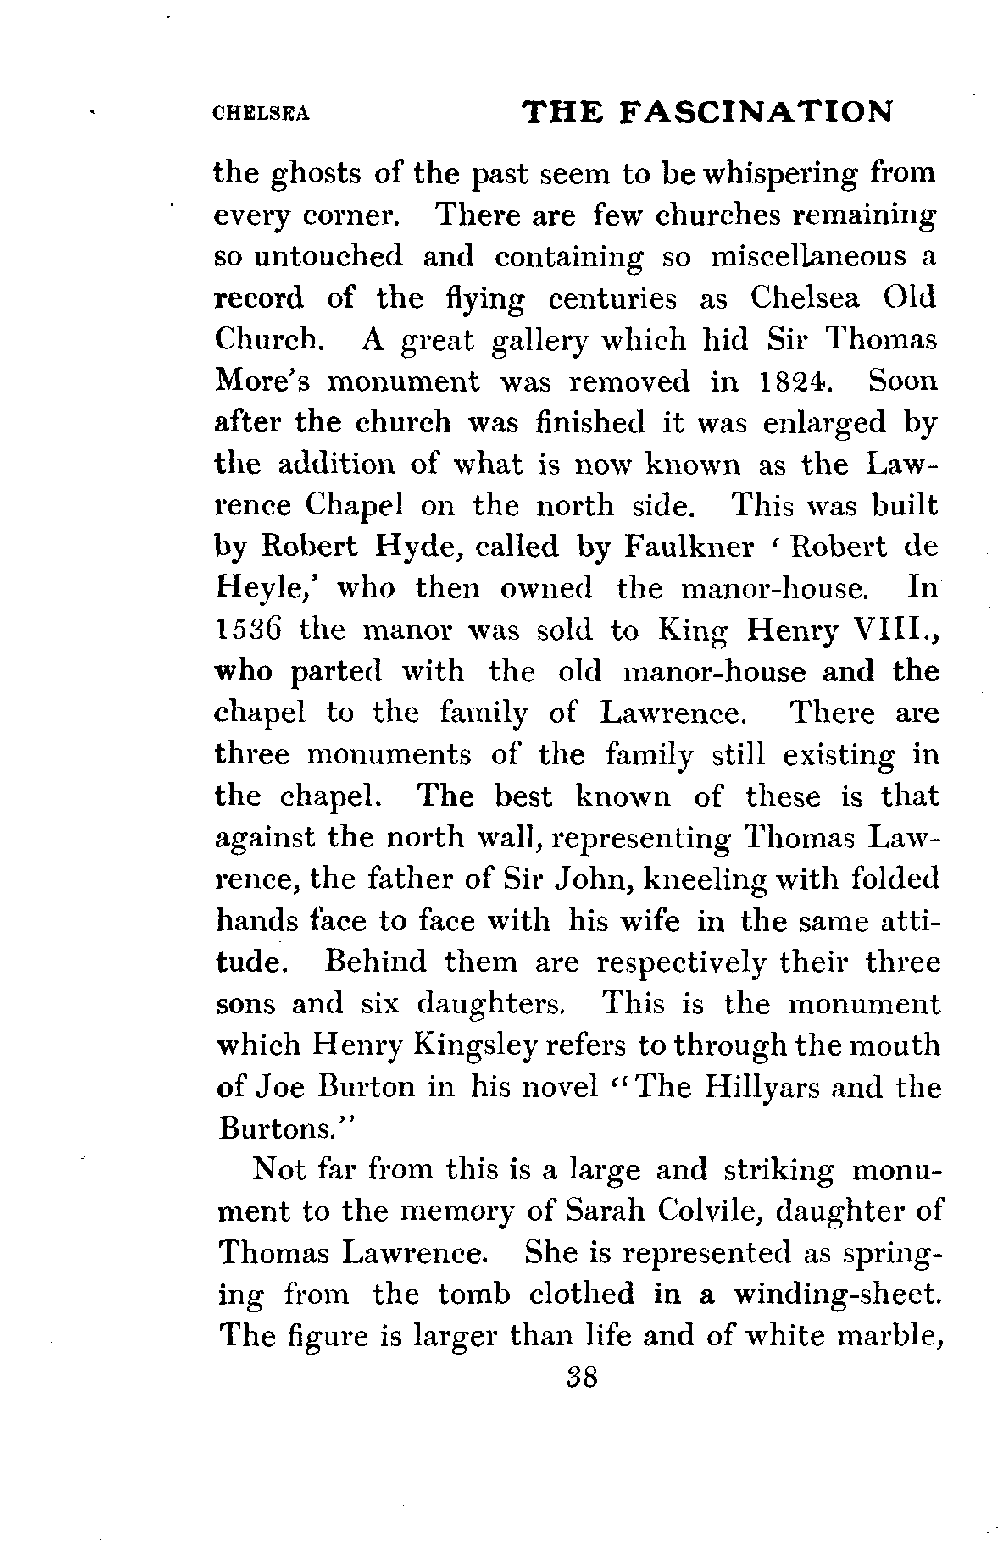 CHELSEA THE FASCINATION
the ghosts of the past seem to be whispering from
every corner. There are few churches remaining
so untouched and containing so miscellaneous a
record of the flying centuries as Chelsea Old
Church. A great gallery which hid Sir Thomas
More's monument was removed in 1824. Soon
after the church was finished it was enlarged by
the addition of what is now known as the Law-
rence Chapel on the north side. This was built
by Robert Hyde, called by Faulkner ‘Robert de
Heyle,’ who then owned the manor-house. In
1536 the manor was sold to King Henry VIII.,
who parted with the old manor-house and the
chapel to the family of Lawrence. There are
three monuments of the family still existing in
the chapel. The best known of these is that
against the north wall, representing Thomas Law-
rence, the father of Sir John, kneeling with folded
hands face to face with his wife in the same atti-
tude. Behind them are respectively their three
sons and six daughters. This is the monument
which Henry Kingsley refers to through the mouth
of Joe Burton in his novel “The Hillyars and the
Burtons.”
Not far from this is a large and striking monu-
ment to the memory of Sarah Colvile, daughter of
Thomas Lawrence. She is represented as spring-
ing from the tomb clothed in a winding-sheet.
The figure is larger than life and of white marble,
38